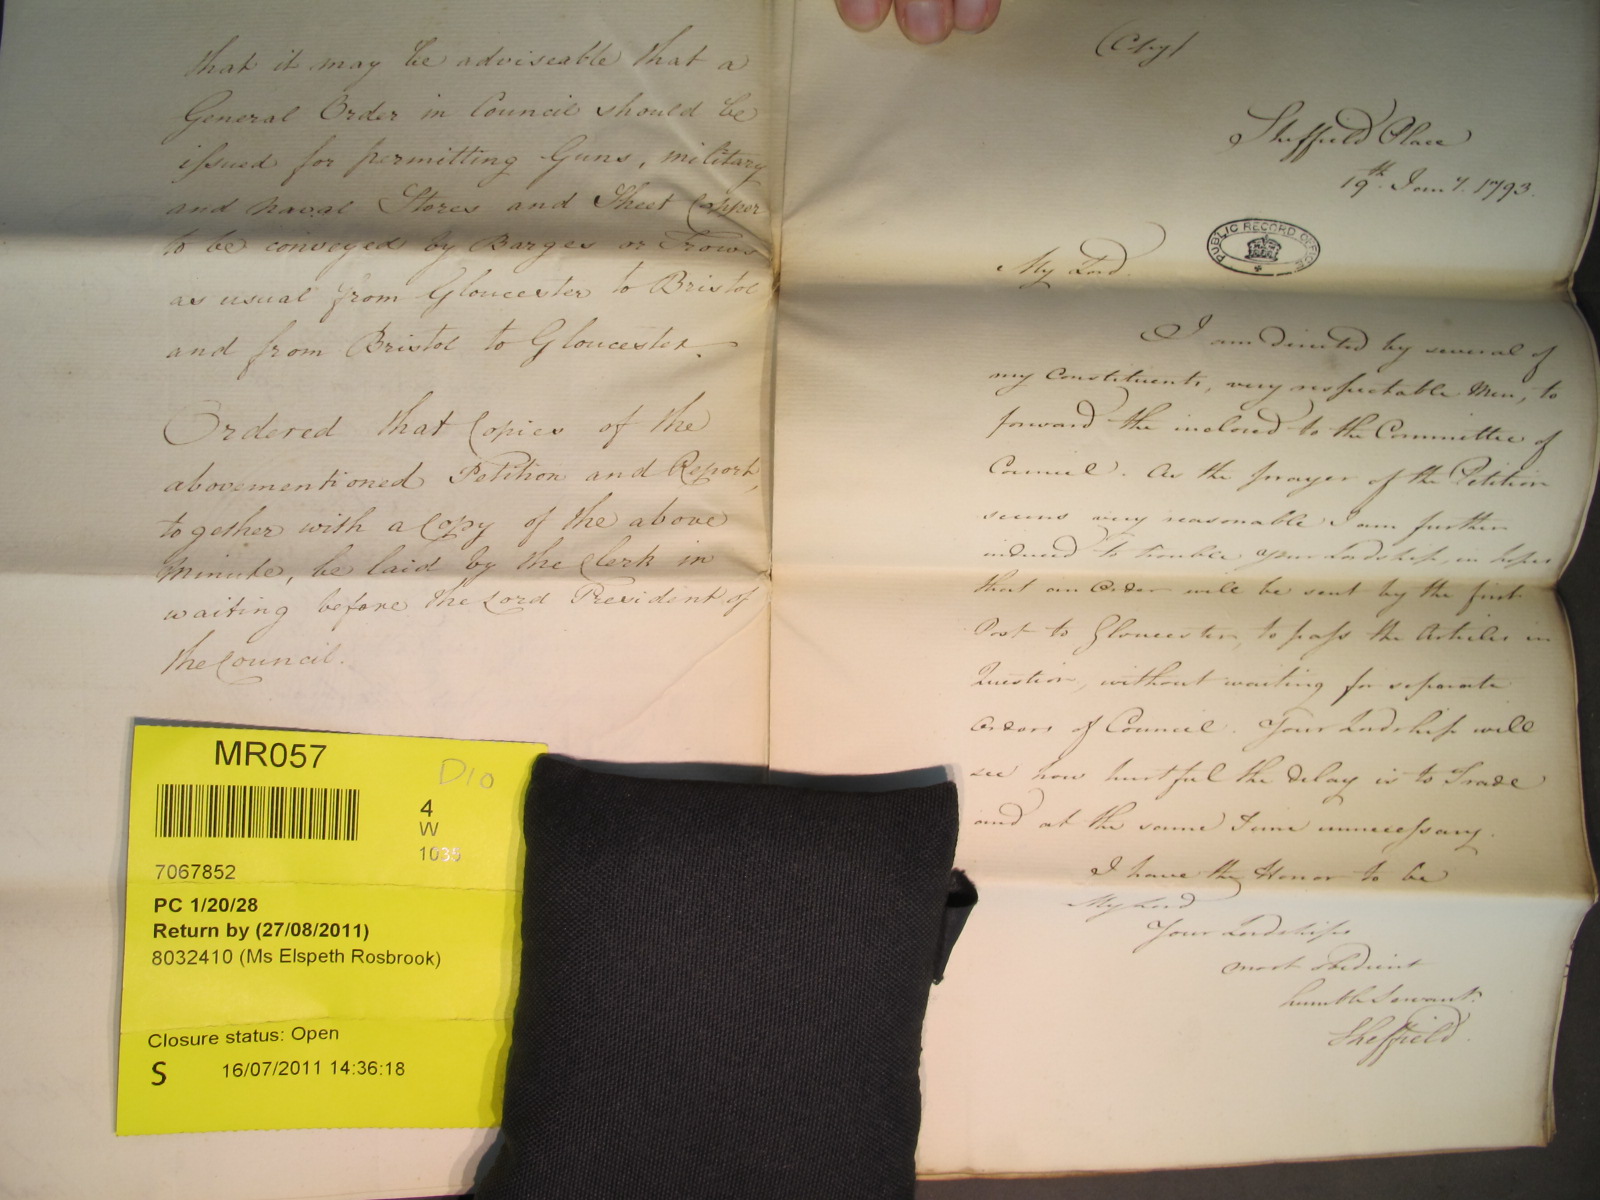 that it may be adviseable that a
General Order in Council should be
issued for permitting Guns, military
and naval Stores and Sheet Copper
to be conveyed by Barges or Trows
as usual from Gloucester to Bristol
and from Bristol to Gloucester.
Ordered that Copies of the
abovementioned Petition and Report,
together with a Copy of the above
Minute, be laid by the Clerk in
waiting before the Lord President of
the Council.
(Copy)
Sheffield Place
19th Jany. 1793.
PUBLIC RECORD OFFICE
My Lord
I am directed by several of
my Constituents, very respectable Men, to
forward the inclosed to the Committee of
Council. As the prayer of the Petition
seems very reasonable I am further
induced to trouble your Lordship, in hopes
that an Order will be sent by the first
Post to Gloucester, to pass the Articles in
Question, without waiting for separate
Orders of Council. Your Lordship will
see how hurtful the delay is to Trade
and at the same Time unnecessary.
I have the Honor to be
My Lord
Your Lordships
most obedient
humble Servant.
Sheffield.
MR057
D10
4
W
1035
7067852
PC 1/20/28
Return by (27/08/2011)
8032410 (Ms Elspeth Rosbrook)
Closure status: Open
S 16/07/2011 14:36:18